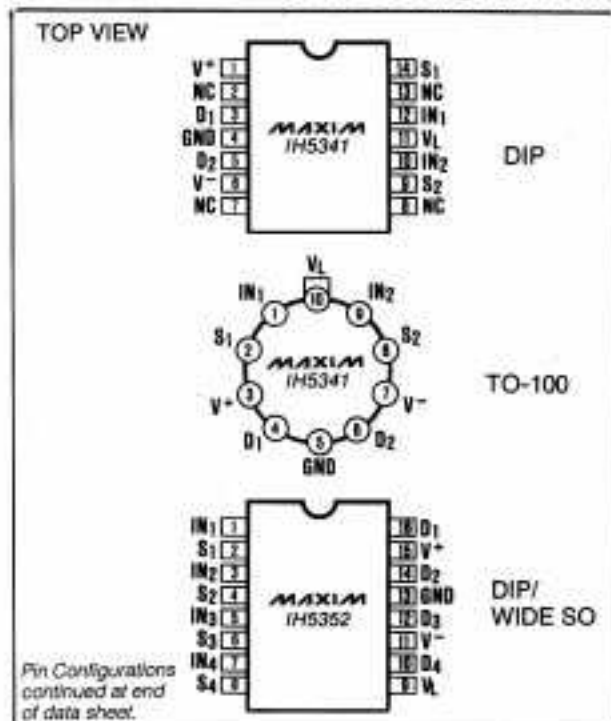 TOP VIEW
V+ 1 14 S1
NC 2 13 NC
D1 3 12 IN1
GND 4 11 VL
D2 5 10 IN2
V- 6 9 S2
NC 7 8 NC
MAXIM
IH5341
DIP
VL
IN1 10 IN2
1 9
S1 2 8 S2
MAXIM
IH5341
TO-100
V+ 3 7 V-
D1 4 6 D2
5
GND
IN1 1 16 D1
S1 2 15 V+
IN2 3 14 D2
S2 4 13 GND
IN3 5 12 D3
S3 6 11 V-
IN4 7 10 D4
S4 8 9 VL
MAXIM
IH5352
DIP/
WIDE SO
Pin Configurations
continued at end
of data sheet.